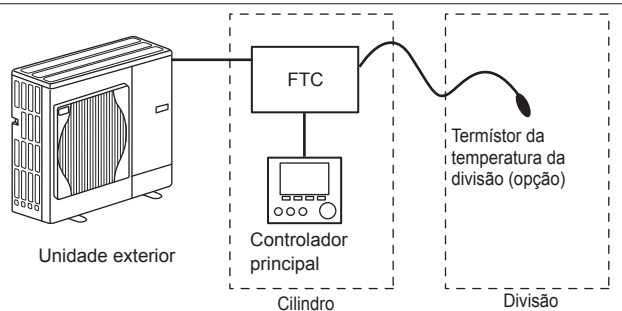 FTC
Termístor da
temperatura da
divisão (opção)
Unidade exterior
Controlador
principal
Cilindro
Divisão